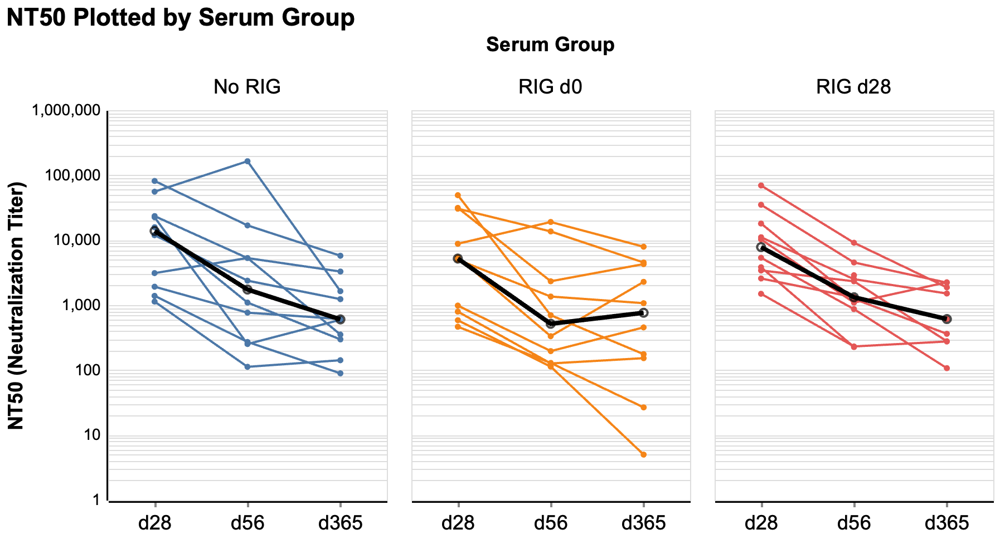 NT50 Plotted by Serum Group
Serum Group
No RIG
RIG d0
RIG d28
NT50 (Neutralization Titer)
1,000,000
100,000
10,000
1,000
100
10
1
d28 d56 d365
d28 d56 d365
d28 d56 d365